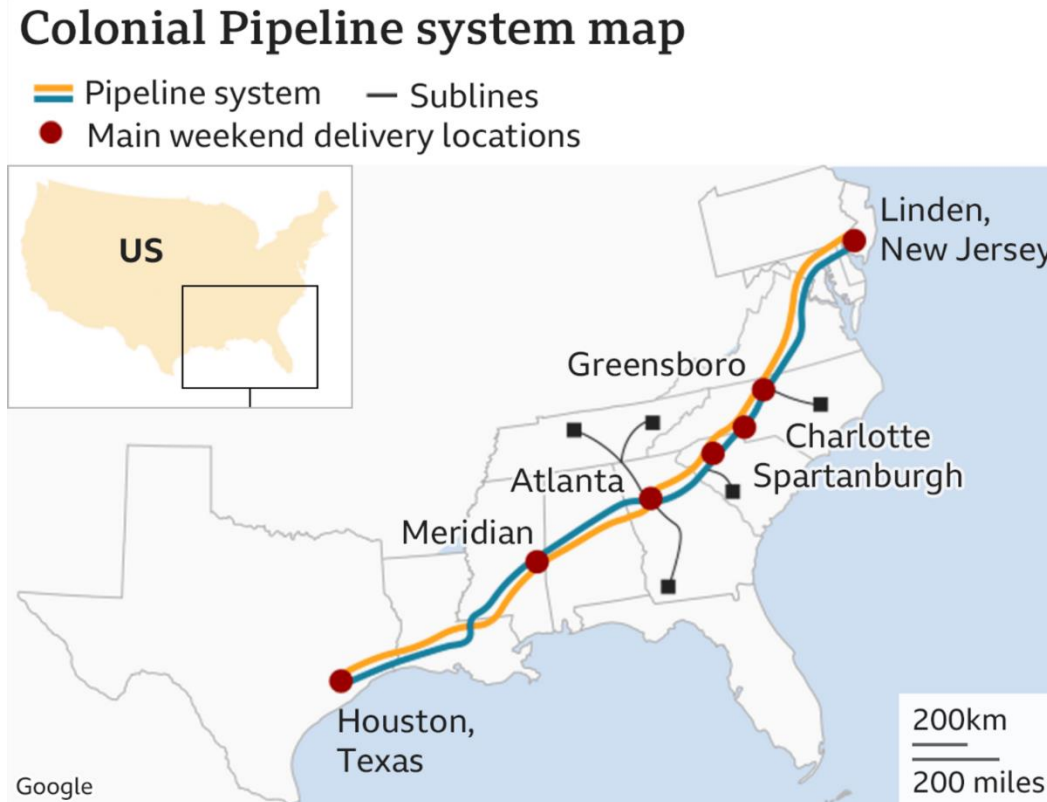 Colonial Pipeline system map
Pipeline system
Sublines
Main weekend delivery locations
US
Linden,
New Jersey
Greensboro
Charlotte
Spartanburgh
Atlanta
Meridian
Houston,
Texas
200km
200 miles
Google